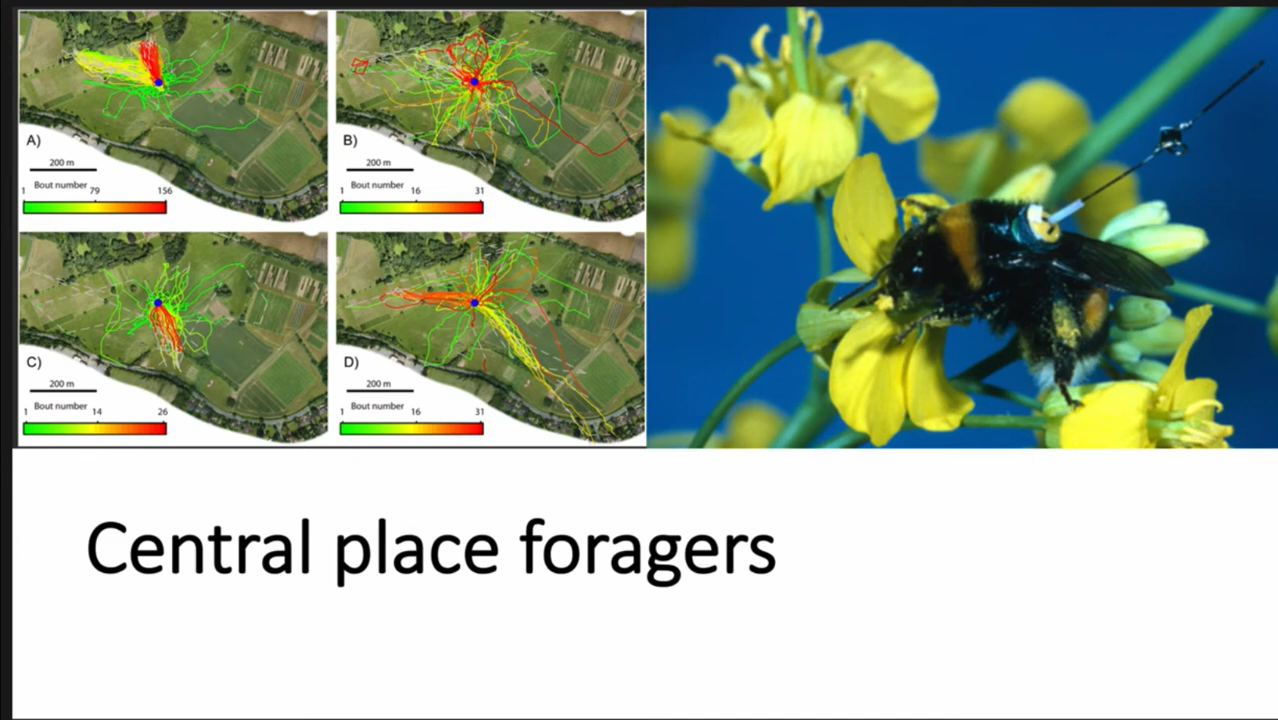 A)
200 m
Bout number
1 79 156
B)
200 m
Bout number
1 16 31
C)
200 m
Bout number
1 14 26
D)
200 m
Bout number
1 16 31
Central place foragers